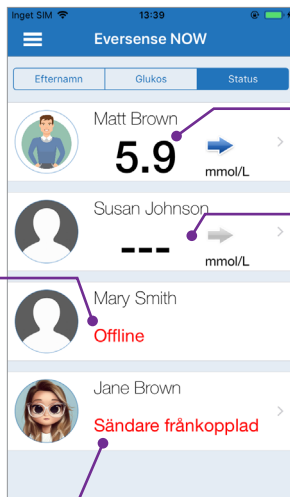 Inget SIM 13:39
Eversense NOW
Efternamn Glukos Status
Matt Brown
5.9
mmol/L
Susan Johnson
---
mmol/L
Mary Smith
Offline
Jane Brown
Sändare frånkopplad